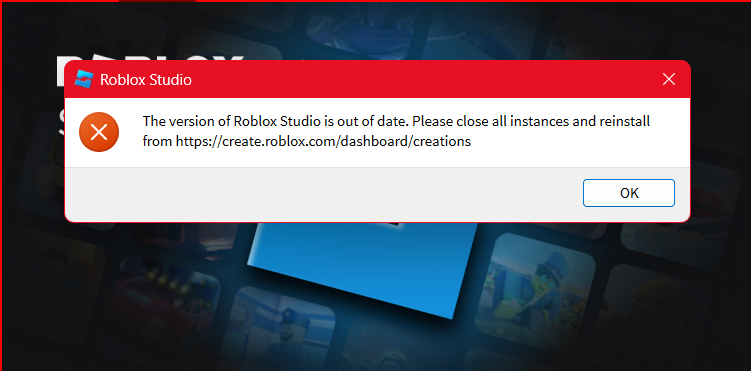 Roblox Studio
The version of Roblox Studio is out of date. Please close all instances and reinstall
from https://create.roblox.com/dashboard/creations
OK